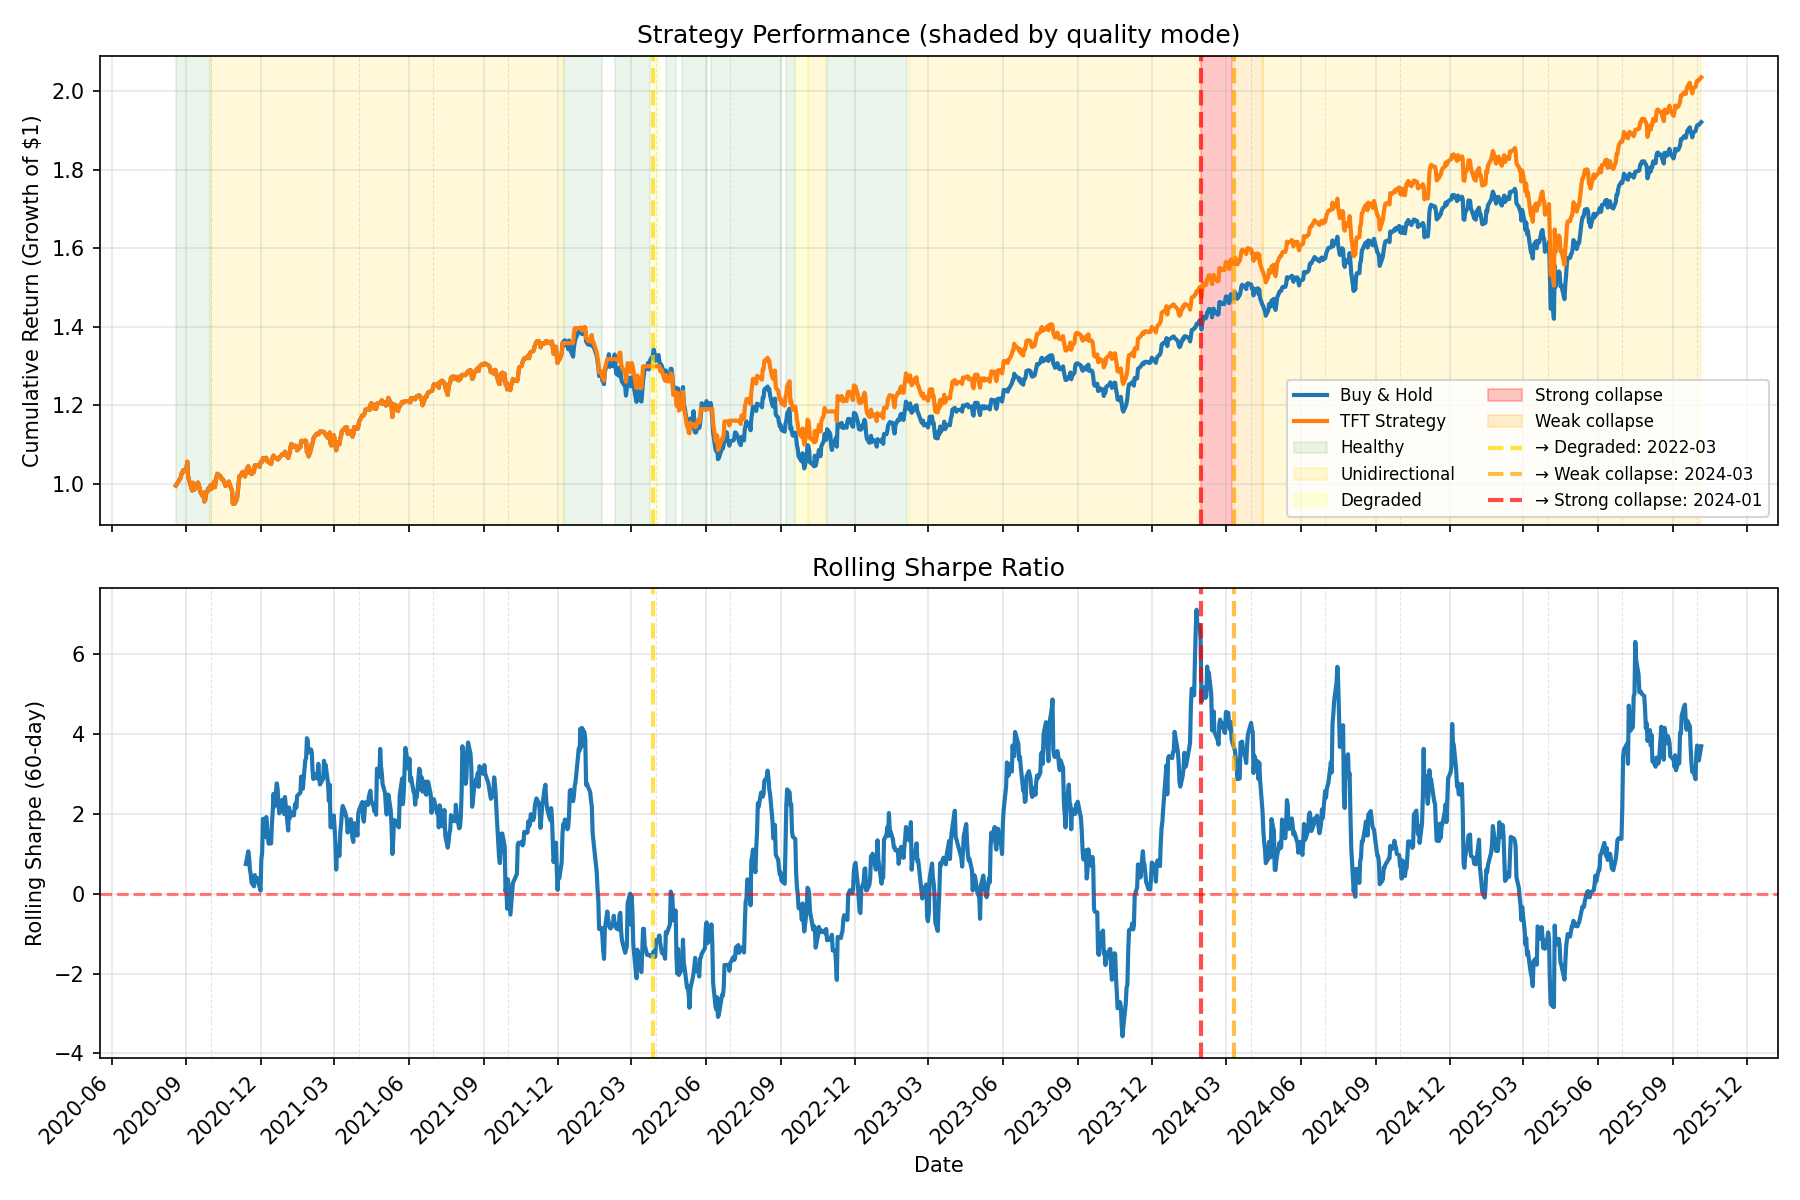 Strategy Performance (shaded by quality mode)
Cumulative Return (Growth of $1)
2.0
1.8
1.6
1.4
1.2
1.0
Buy & Hold
TFT Strategy
Healthy
Unidirectional
Degraded
Strong collapse
Weak collapse
→ Degraded: 2022-03
→ Weak collapse: 2024-03
→ Strong collapse: 2024-01
Rolling Sharpe Ratio
Rolling Sharpe (60-day)
6
4
2
0
−2
−4
2020-06
2020-09
2020-12
2021-03
2021-06
2021-09
2021-12
2022-03
2022-06
2022-09
2022-12
2023-03
2023-06
2023-09
2023-12
2024-03
2024-06
2024-09
2024-12
2025-03
2025-06
2025-09
2025-12
Date